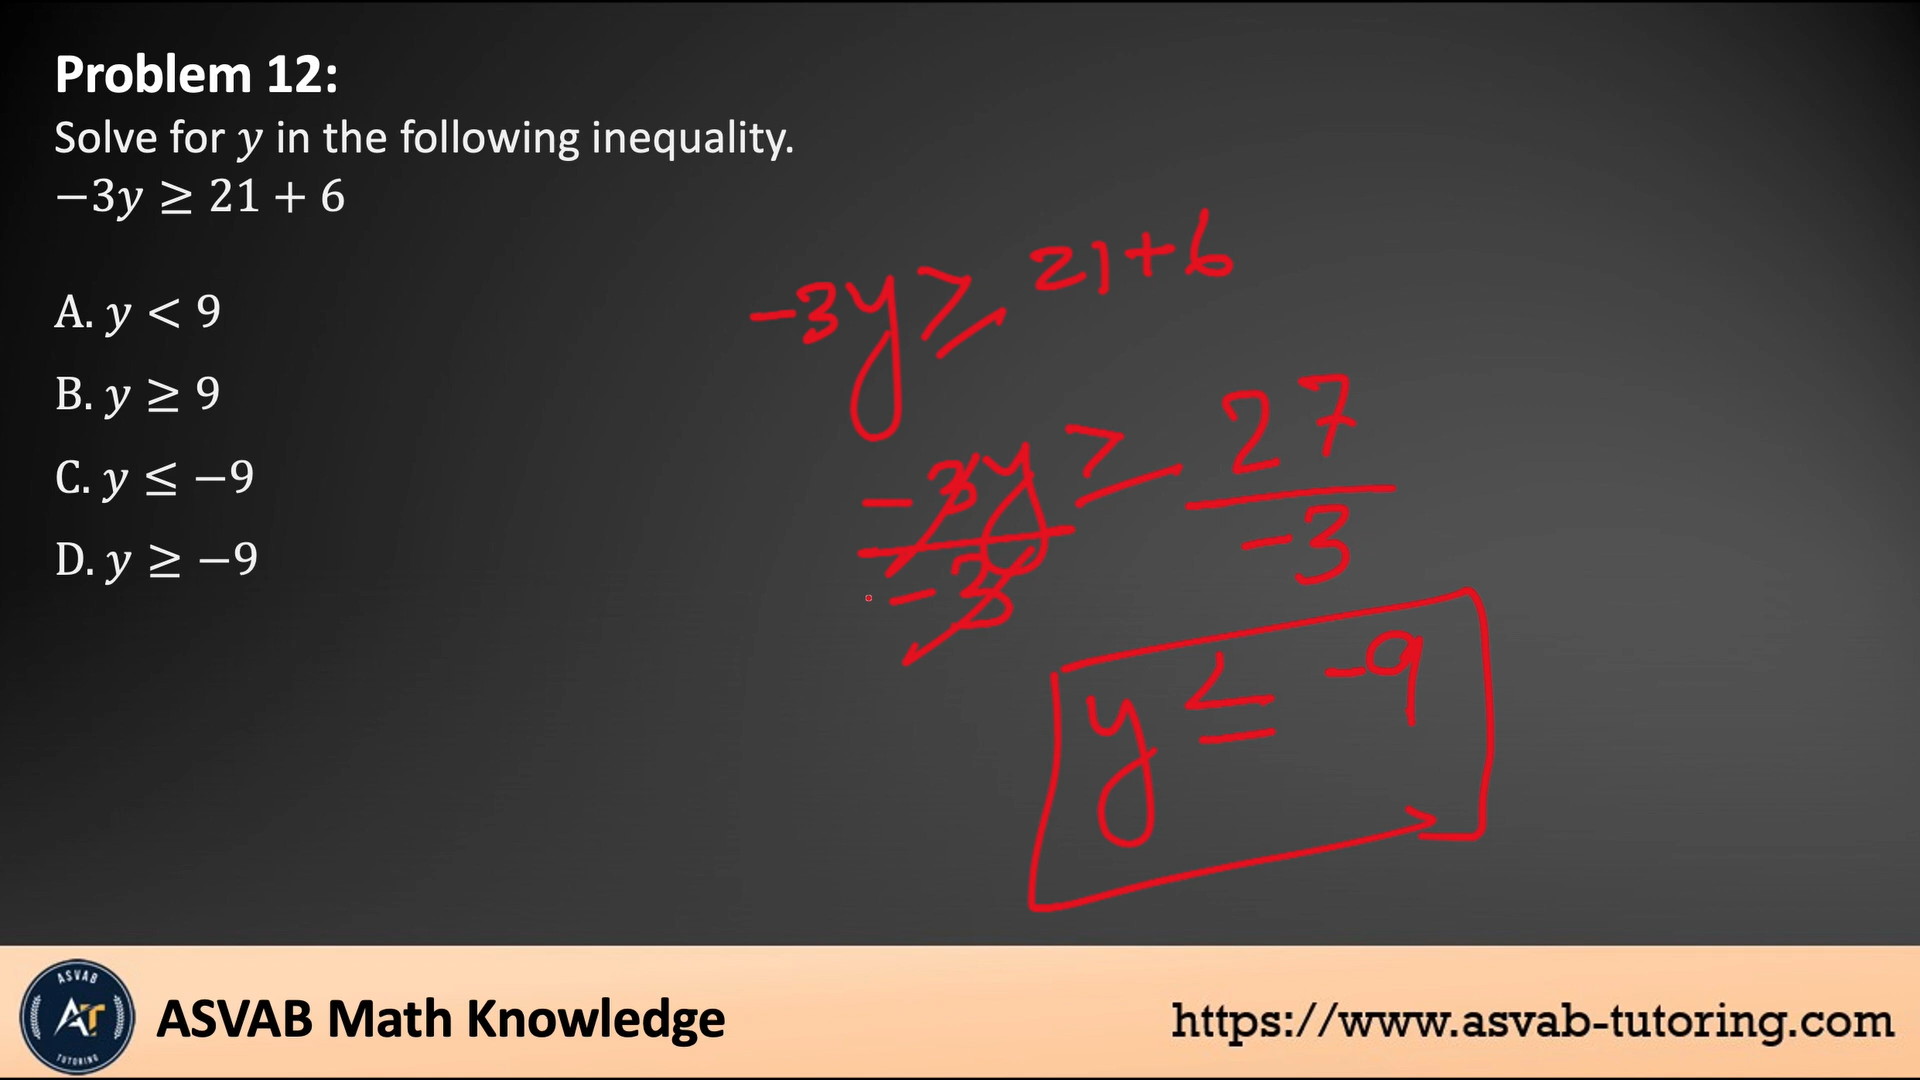 Problem 12:
Solve for y in the following inequality.
−3y ≥ 21 + 6
A. y < 9
B. y ≥ 9
C. y ≤ −9
D. y ≥ −9
-3y ≥ 21+6
-3y ≥ 27
-3 -3
y ≤ -9
ASVAB
AT
TUTORING
ASVAB Math Knowledge
https://www.asvab-tutoring.com